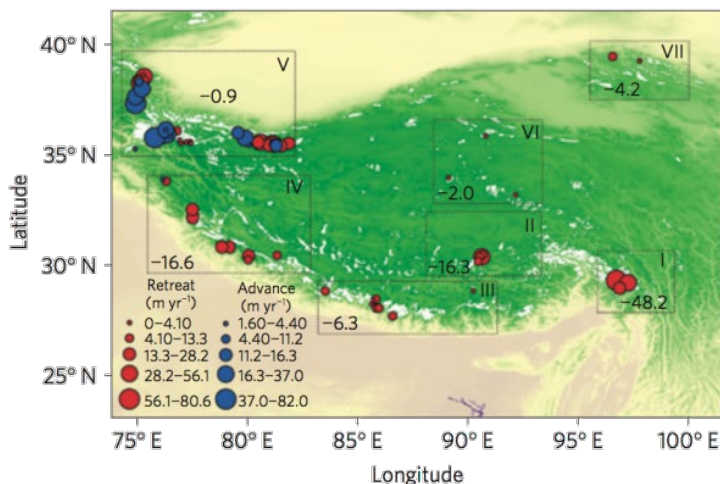 40° N
35° N
30° N
25° N
Latitude
V
−0.9
VII
−4.2
VI
−2.0
IV
−16.6
II
−16.3
I
−48.2
III
−6.3
Retreat
(m yr⁻¹)
0–4.10
4.10–13.3
13.3–28.2
28.2–56.1
56.1–80.6
Advance
(m yr⁻¹)
1.60–4.40
4.40–11.2
11.2–16.3
16.3–37.0
37.0–82.0
75° E
80° E
85° E
90° E
95° E
100° E
Longitude